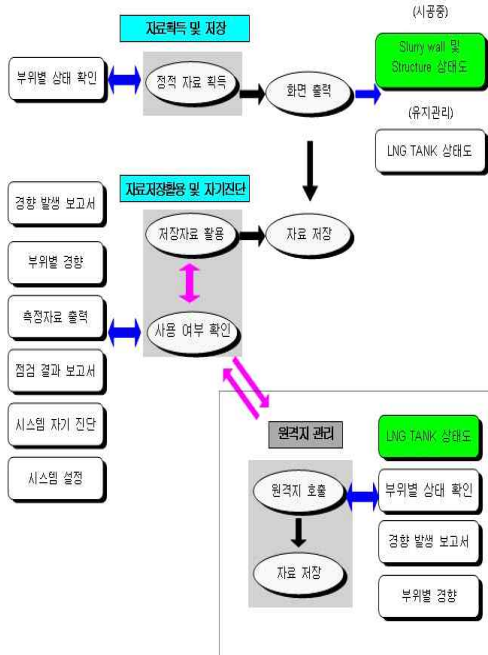 (시공중)
자료획득 및 저장
Slurry wall 및
Structure 상태도
부위별 상태 확인
정적 자료 획득
화면 출력
(유지관리)
LNG TANK 상태도
자료저장활용 및 자기진단
경향 발생 보고서
저장자료 활용
자료 저장
부위별 경향
측정자료 출력
사용 여부 확인
점검 결과 보고서
시스템 자기 진단
시스템 설정
원격지 관리
LNG TANK 상태도
원격지 호출
부위별 상태 확인
경향 발생 보고서
자료 저장
부위별 경향